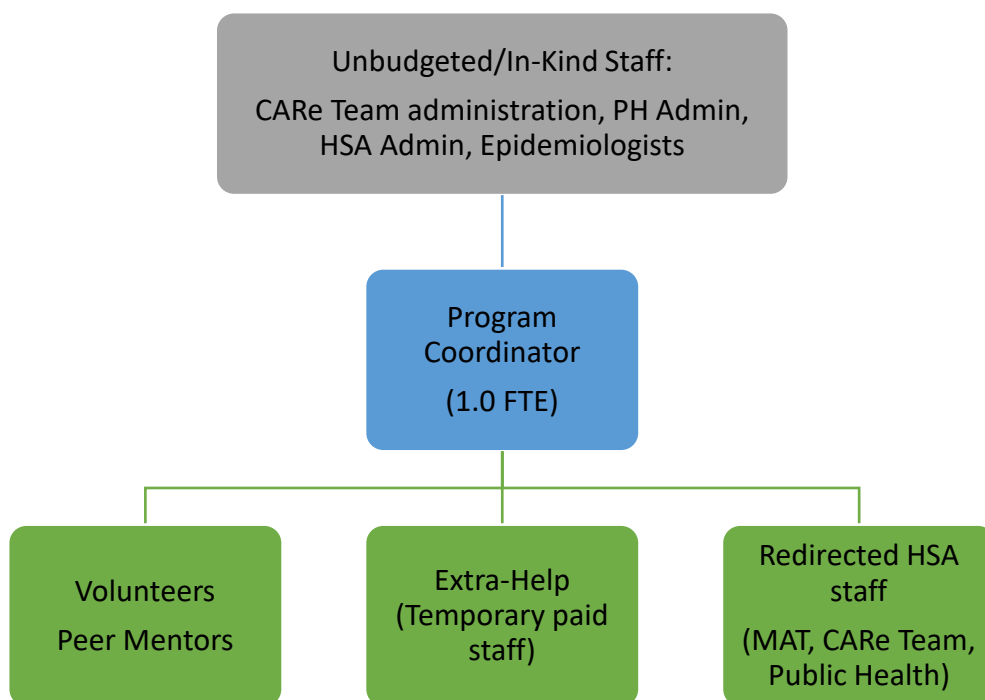 Unbudgeted/In-Kind Staff:
CARe Team administration, PH Admin,
HSA Admin, Epidemiologists
Program
Coordinator
(1.0 FTE)
Volunteers
Peer Mentors
Extra-Help
(Temporary paid
staff)
Redirected HSA
staff
(MAT, CARe Team,
Public Health)